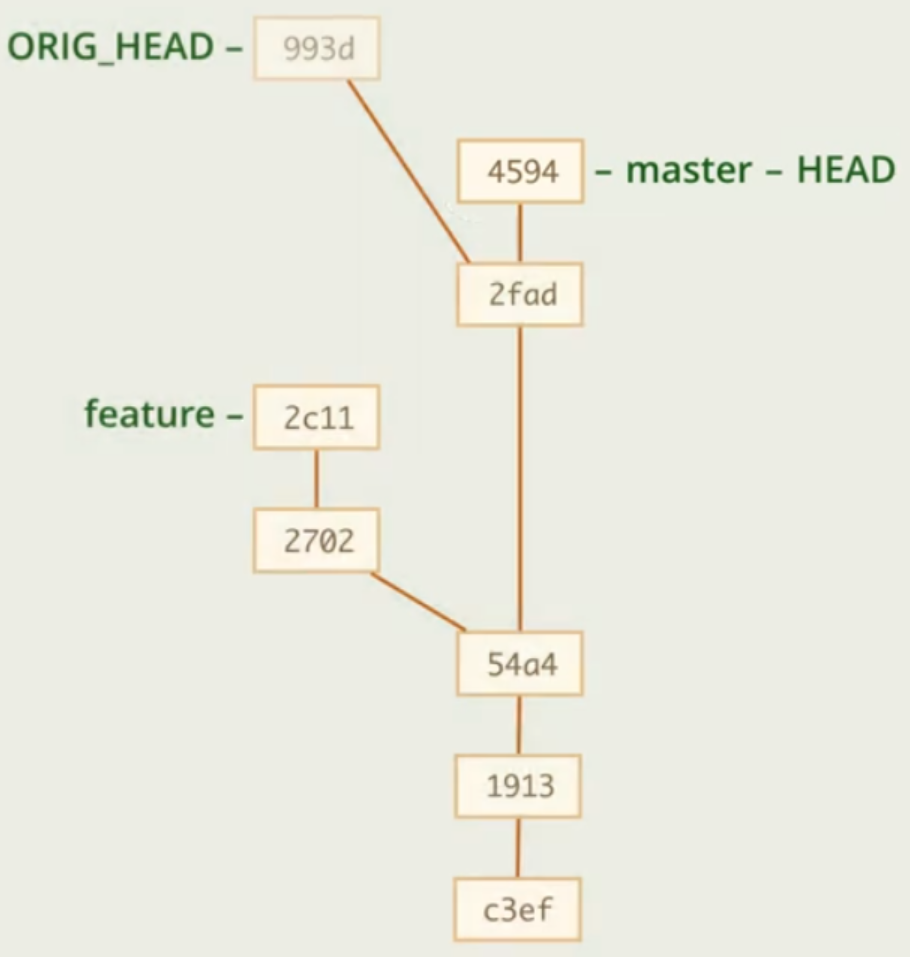 ORIG_HEAD – 993d
4594 – master – HEAD
2fad
feature – 2c11
2702
54a4
1913
c3ef